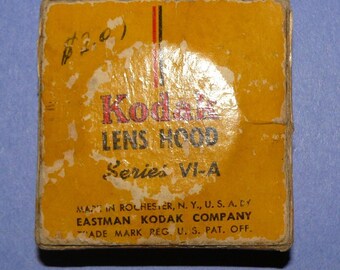 Kodak
LENS HOOD
Series VI-A
MADE IN ROCHESTER, N. Y., U. S. A. BY
EASTMAN KODAK COMPANY
TRADE MARK REG. U. S. PAT. OFF.